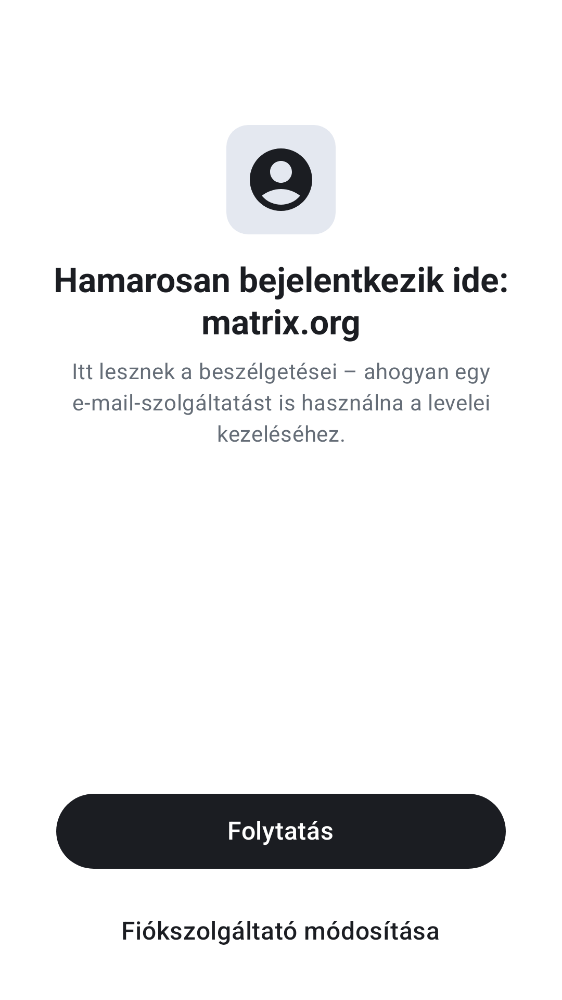 Hamarosan bejelentkezik ide:
matrix.org
Itt lesznek a beszélgetései – ahogyan egy
e-mail-szolgáltatást is használna a levelei
kezeléséhez.
Folytatás
Fiókszolgáltató módosítása